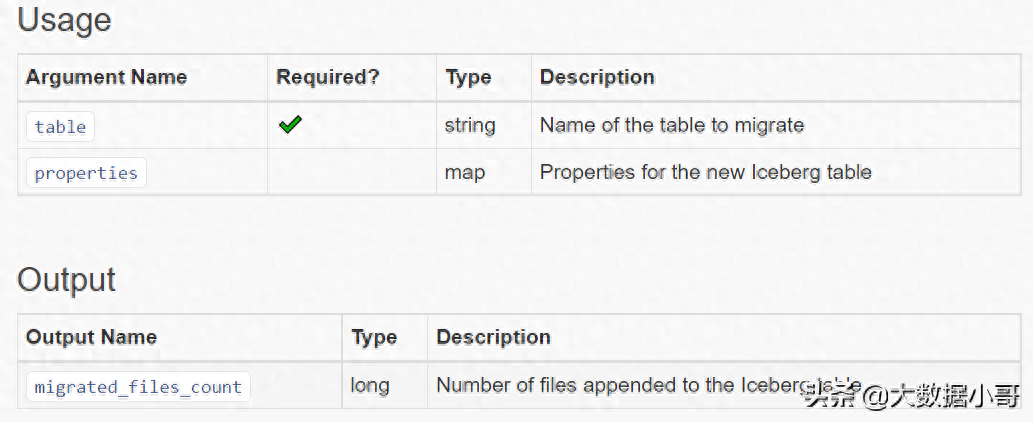 Usage
Argument Name Required? Type Description
table ✔ string Name of the table to migrate
properties map Properties for the new Iceberg table
Output
Output Name Type Description
migrated_files_count long Number of files appended to the Iceberg table
头条 @大数据小哥